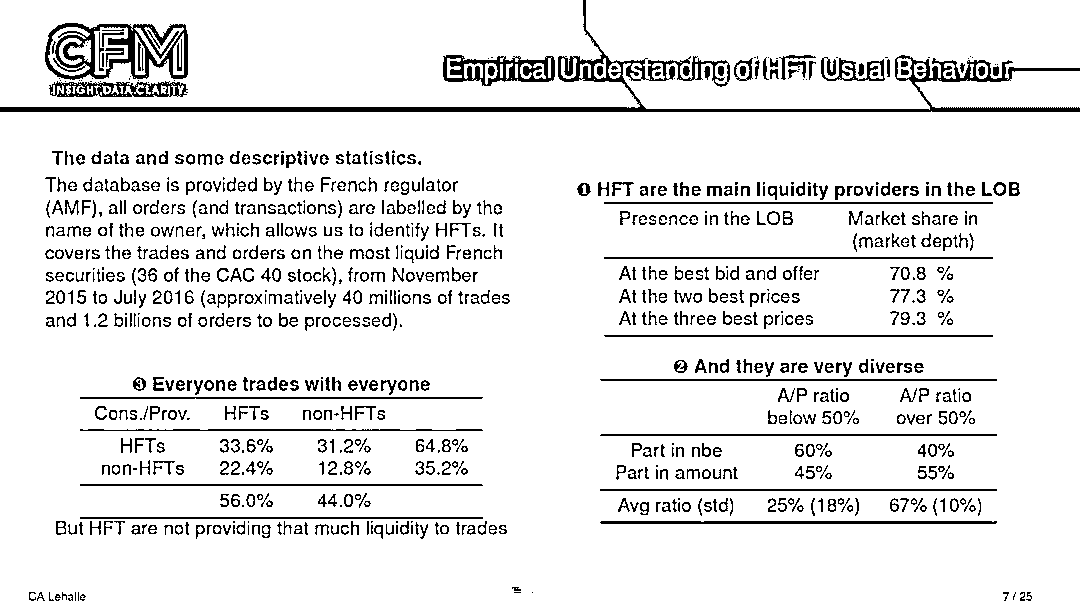 CFM
INSIGHT DATA CLARITY
Empirical Understanding of HFT Usual Behaviour
The data and some descriptive statistics.
The database is provided by the French regulator
(AMF), all orders (and transactions) are labelled by the
name of the owner, which allows us to identify HFTs. It
covers the trades and orders on the most liquid French
securities (36 of the CAC 40 stock), from November
2015 to July 2016 (approximatively 40 millions of trades
and 1.2 billions of orders to be processed).
❸ Everyone trades with everyone
Cons./Prov. HFTs non-HFTs
HFTs 33.6% 31.2% 64.8%
non-HFTs 22.4% 12.8% 35.2%
56.0% 44.0%
But HFT are not providing that much liquidity to trades
❶ HFT are the main liquidity providers in the LOB
Presence in the LOB Market share in
(market depth)
At the best bid and offer 70.8 %
At the two best prices 77.3 %
At the three best prices 79.3 %
❷ And they are very diverse
A/P ratio A/P ratio
below 50% over 50%
Part in nbe 60% 40%
Part in amount 45% 55%
Avg ratio (std) 25% (18%) 67% (10%)
CA Lehalle
7 / 25